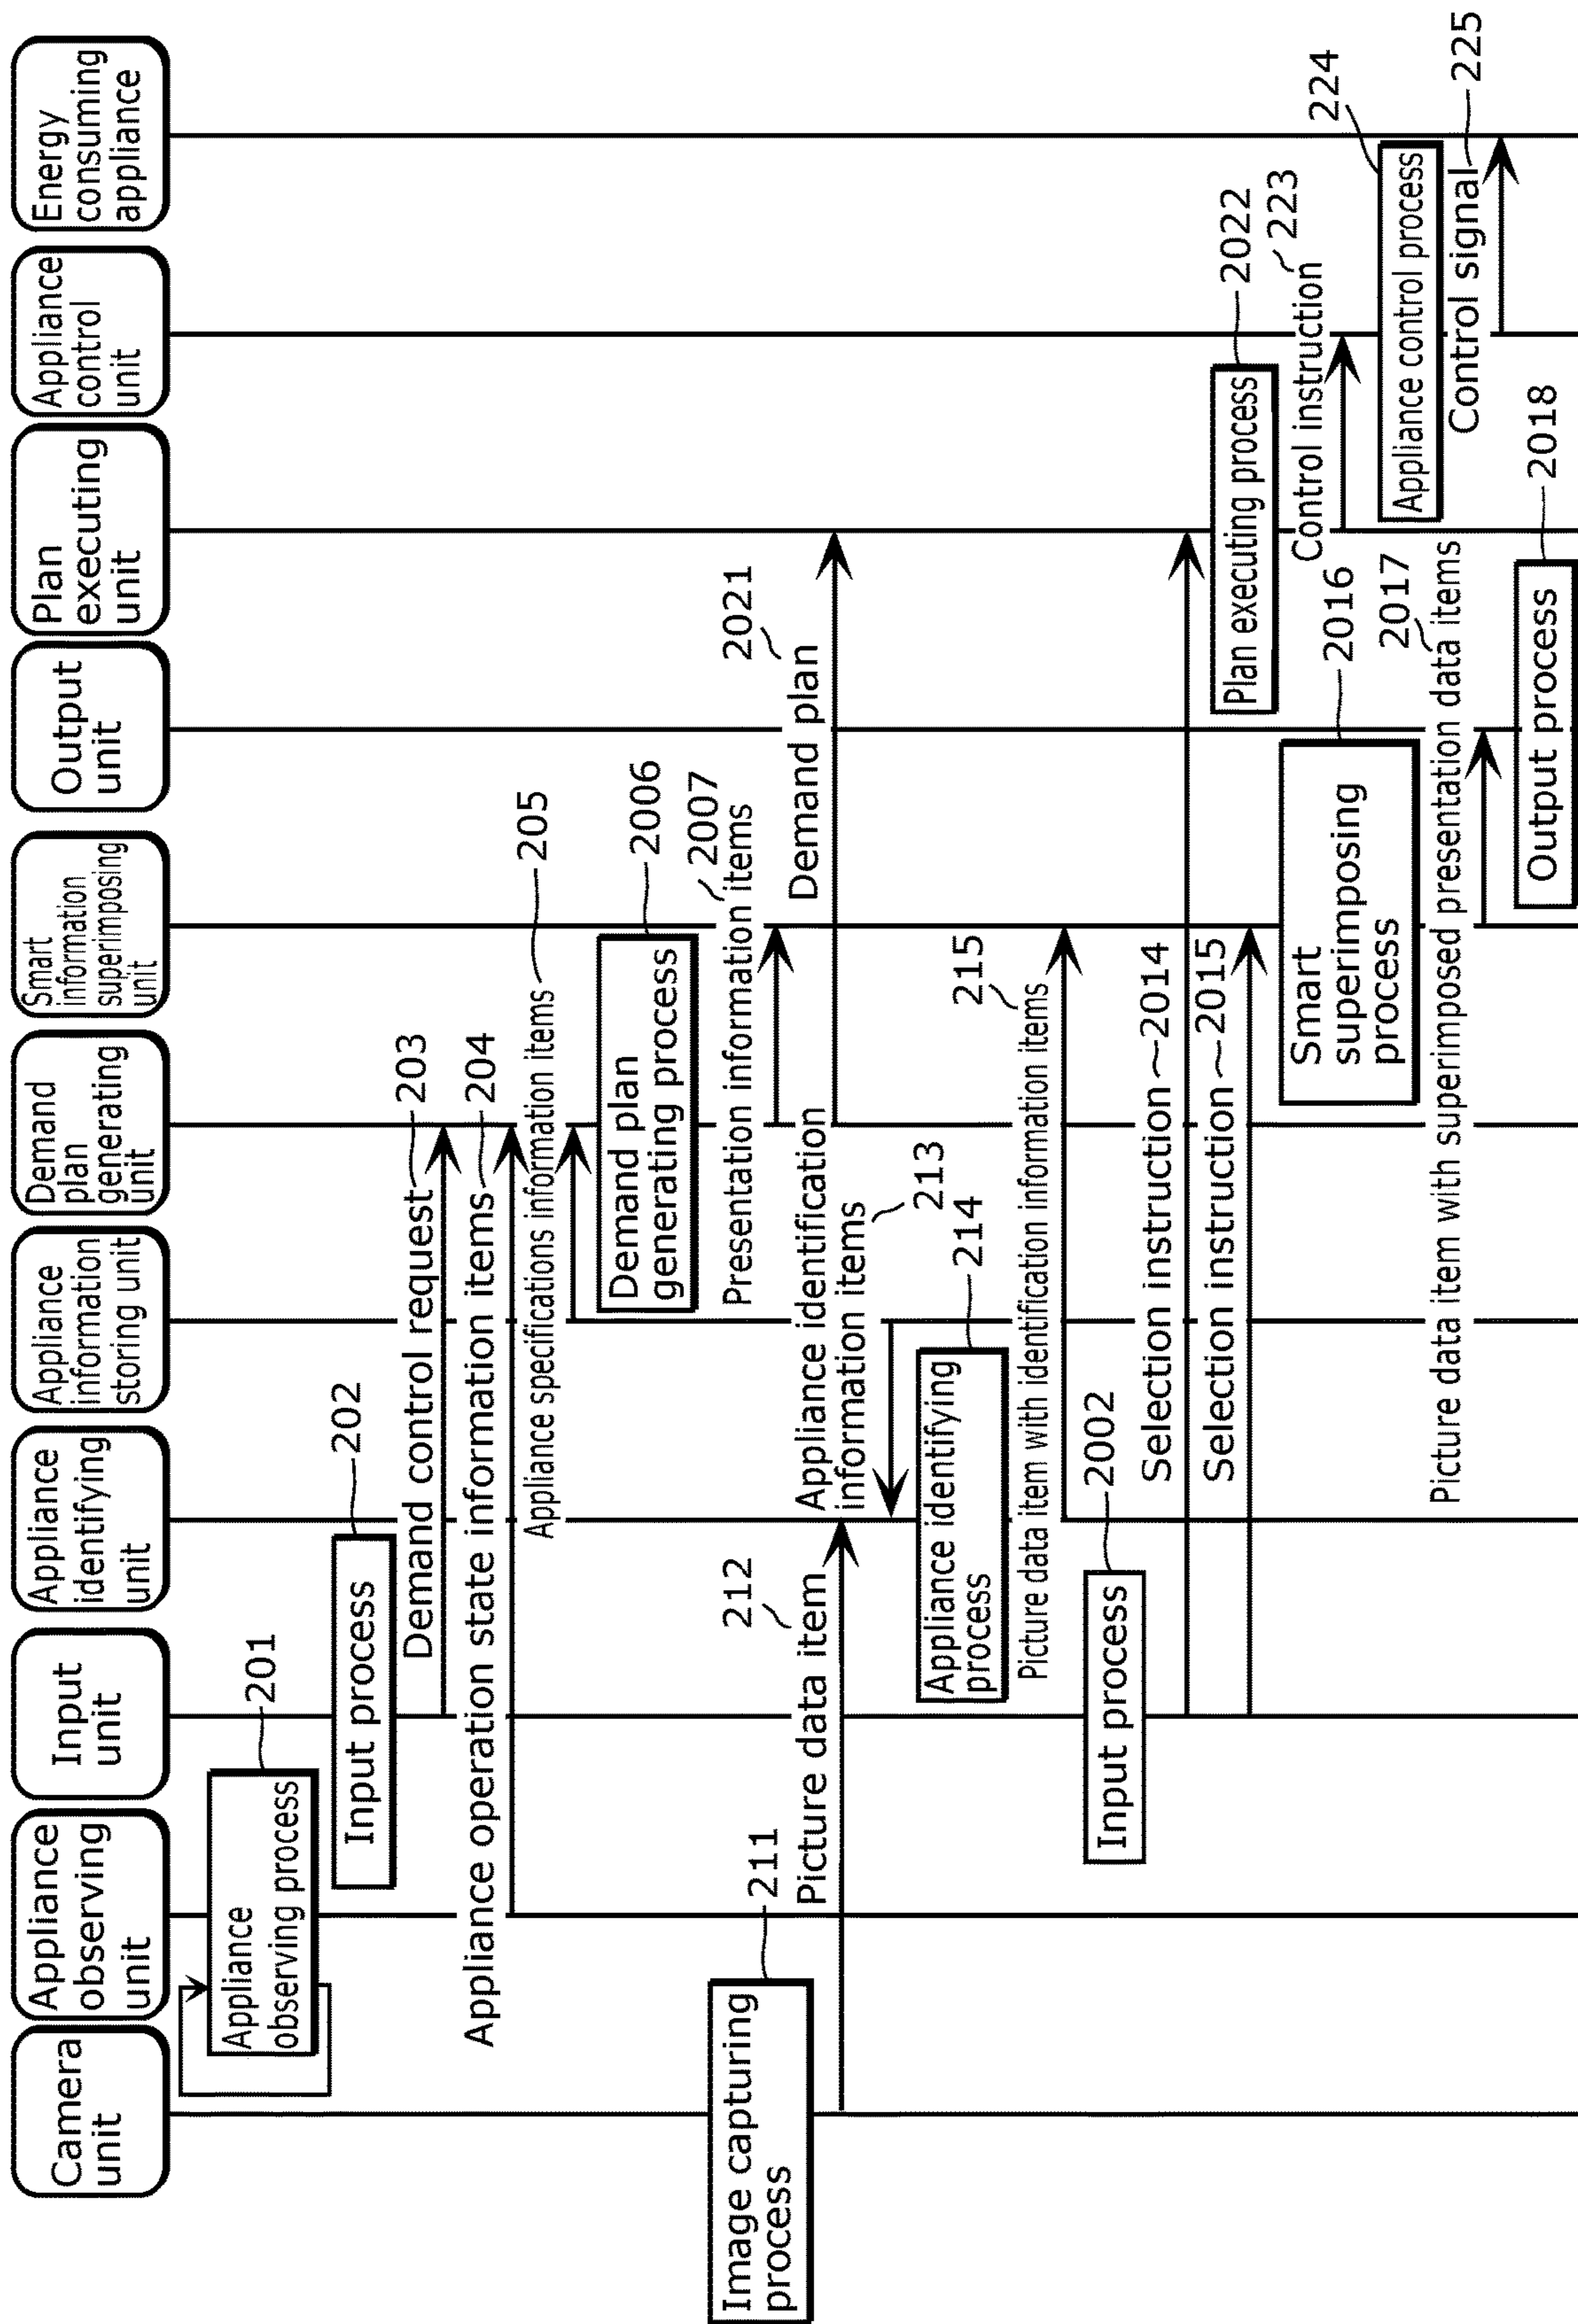 Camera
unit
Appliance
observing
unit
Input
unit
Appliance
identifying
unit
Appliance
information
storing unit
Demand
plan
generating
unit
Smart
information
superimposing
unit
Output
unit
Plan
executing
unit
Appliance
control
unit
Energy
consuming
appliance
Appliance
observing process
201
Input process
202
Demand control request
203
Appliance operation state information items
204
Appliance specifications information items
205
Demand plan
generating process
2006
Presentation information items
2007
Image capturing
process
211
Picture data item
212
Demand plan
2021
Appliance identification
information items
213
Appliance identifying
process
214
Picture data item with identification information items
215
Input process
2002
Selection instruction
2014
Selection instruction
2015
Plan executing process
2022
Control instruction
223
Smart
superimposing
process
2016
Appliance control process
224
Picture data item with superimposed presentation data items
2017
Control signal
225
Output process
2018